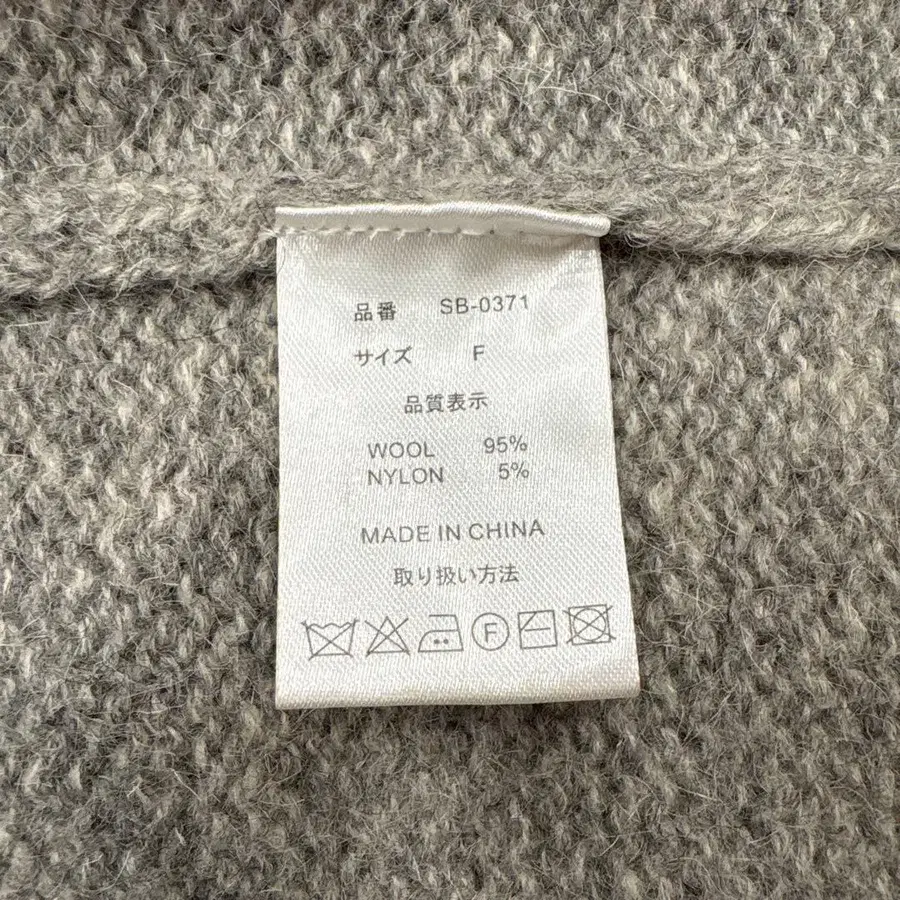 品番 SB-0371
サイズ F
品質表示
WOOL 95%
NYLON 5%
MADE IN CHINA
取り扱い方法
F